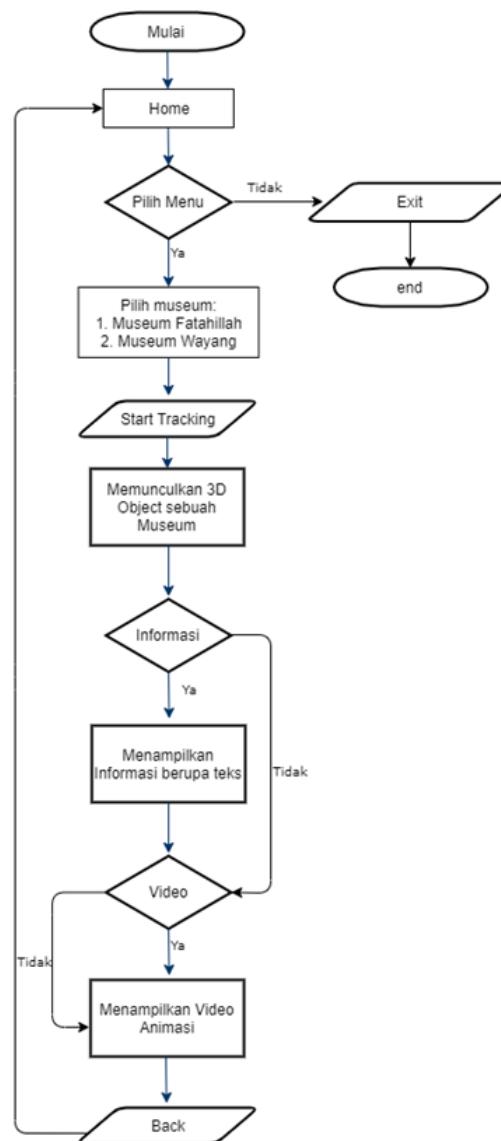 Mulai
Home
Pilih Menu
Tidak
Exit
end
Ya
Pilih museum:
1. Museum Fatahillah
2. Museum Wayang
Start Tracking
Memunculkan 3D
Object sebuah
Museum
Informasi
Ya
Tidak
Menampilkan
Informasi berupa teks
Video
Ya
Tidak
Menampilkan Video
Animasi
Back